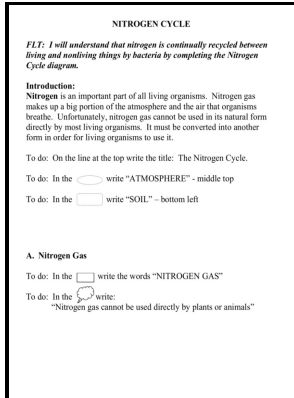 NITROGEN CYCLE
FLT: I will understand that nitrogen is continually recycled between
living and nonliving things by bacteria by completing the Nitrogen
Cycle diagram.
Introduction:
Nitrogen is an important part of all living organisms. Nitrogen gas
makes up a big portion of the atmosphere and the air that organisms
breathe. Unfortunately, nitrogen gas cannot be used in its natural form
directly by most living organisms. It must be converted into another
form in order for living organisms to use it.
To do: On the line at the top write the title: The Nitrogen Cycle.
To do: In the write “ATMOSPHERE” - middle top
To do: In the write “SOIL” – bottom left
A. Nitrogen Gas
To do: In the write the words “NITROGEN GAS”
To do: In the write:
“Nitrogen gas cannot be used directly by plants or animals”